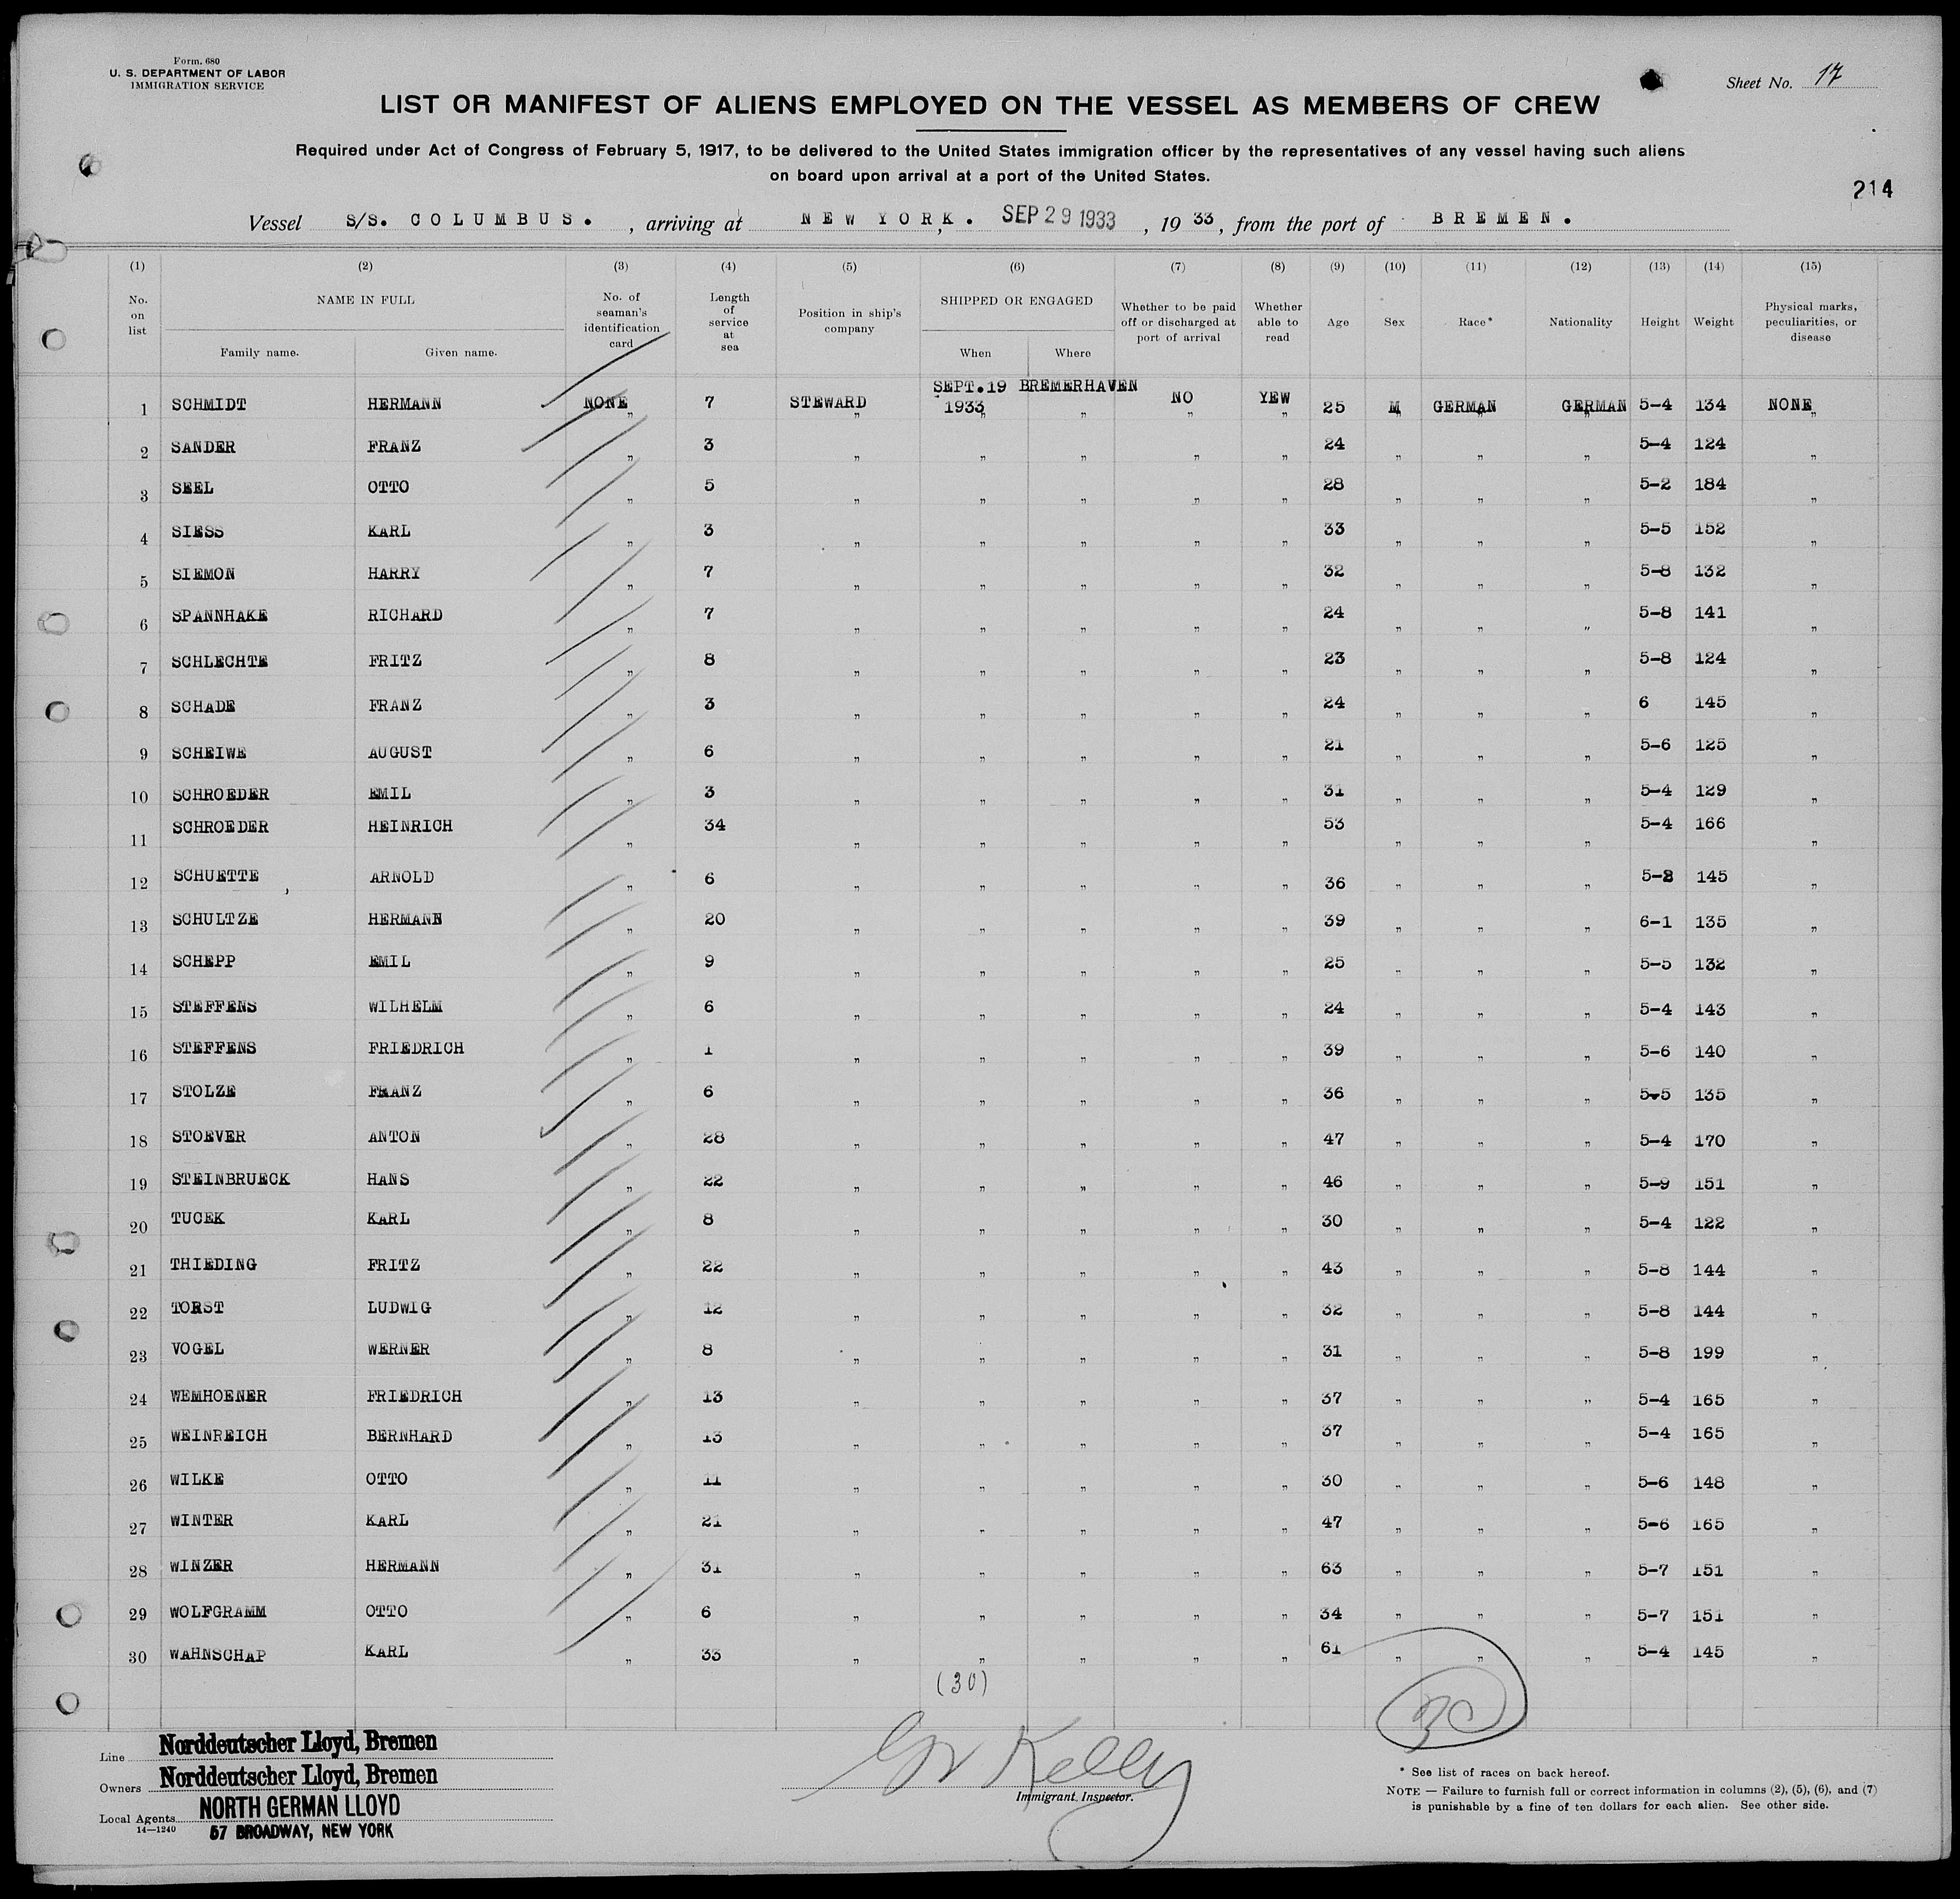 Form. 680
U. S. DEPARTMENT OF LABOR
IMMIGRATION SERVICE
Sheet No. 17
LIST OR MANIFEST OF ALIENS EMPLOYED ON THE VESSEL AS MEMBERS OF CREW
Required under Act of Congress of February 5, 1917, to be delivered to the United States immigration officer by the representatives of any vessel having such aliens
on board upon arrival at a port of the United States.
214
Vessel S/S. COLUMBUS. , arriving at NEW YORK. SEP 29 1933 , 19 33, from the port of BREMEN.
(1) (2) (3) (4) (5) (6) (7) (8) (9) (10) (11) (12) (13) (14) (15)
No. on list NAME IN FULL Family name. Given name. No. of seaman's identification card Length of service at sea Position in ship's company SHIPPED OR ENGAGED When Where Whether to be paid off or discharged at port of arrival Whether able to read Age Sex Race* Nationality Height Weight Physical marks, peculiarities, or disease
1 SCHMIDT HERMANN NONE 7 STEWARD SEPT.19 1933 BREMERHAVEN NO YEW 25 M GERMAN GERMAN 5-4 134 NONE
2 SANDER FRANZ " 3 " " " " " 24 " " " 5-4 124 "
3 SEEL OTTO " 5 " " " " " 28 " " " 5-2 184 "
4 SIESS KARL " 3 " " " " " 33 " " " 5-5 152 "
5 SIEMON HARRY " 7 " " " " " 32 " " " 5-8 132 "
6 SPANNHAKE RICHARD " 7 " " " " " 24 " " " 5-8 141 "
7 SCHLECHTE FRITZ " 8 " " " " " 23 " " " 5-8 124 "
8 SCHADE FRANZ " 3 " " " " " 24 " " " 6 145 "
9 SCHEIWE AUGUST " 6 " " " " " 21 " " " 5-6 125 "
10 SCHROEDER EMIL " 3 " " " " " 31 " " " 5-4 129 "
11 SCHROEDER HEINRICH " 34 " " " " " 53 " " " 5-4 166 "
12 SCHUETTE ARNOLD " 6 " " " " " 36 " " " 5-2 145 "
13 SCHULTZE HERMANN " 20 " " " " " 39 " " " 6-1 135 "
14 SCHEPP EMIL " 9 " " " " " 25 " " " 5-5 132 "
15 STEFFENS WILHELM " 6 " " " " " 24 " " " 5-4 143 "
16 STEFFENS FRIEDRICH " 1 " " " " " 39 " " " 5-6 140 "
17 STOLZE FRANZ " 6 " " " " " 36 " " " 5-5 135 "
18 STOEVER ANTON " 28 " " " " " 47 " " " 5-4 170 "
19 STEINBRUECK HANS " 22 " " " " " 46 " " " 5-9 151 "
20 TUCEK KARL " 8 " " " " " 30 " " " 5-4 122 "
21 THIEDING FRITZ " 22 " " " " " 43 " " " 5-8 144 "
22 TORST LUDWIG " 12 " " " " " 32 " " " 5-8 144 "
23 VOGEL WERNER " 8 " " " " " 31 " " " 5-8 199 "
24 WEMHOENER FRIEDRICH " 13 " " " " " 37 " " " 5-4 165 "
25 WEINREICH BERNHARD " 13 " " " " " 37 " " " 5-4 165 "
26 WILKE OTTO " 11 " " " " " 30 " " " 5-6 148 "
27 WINTER KARL " 21 " " " " " 47 " " " 5-6 165 "
28 WINZER HERMANN " 31 " " " " " 63 " " " 5-7 151 "
29 WOLFGRAMM OTTO " 6 " " " " " 34 " " " 5-7 151 "
30 WAHNSCHAP KARL " 33 " " " " " 61 " " " 5-4 145 "
(30)
30
Line Norddeutscher Lloyd, Bremen
Owners Norddeutscher Lloyd, Bremen
Local Agents NORTH GERMAN LLOYD
57 BROADWAY, NEW YORK
14—1240
Kelly
Immigrant Inspector.
* See list of races on back hereof.
NOTE — Failure to furnish full or correct information in columns (2), (5), (6), and (7)
is punishable by a fine of ten dollars for each alien. See other side.